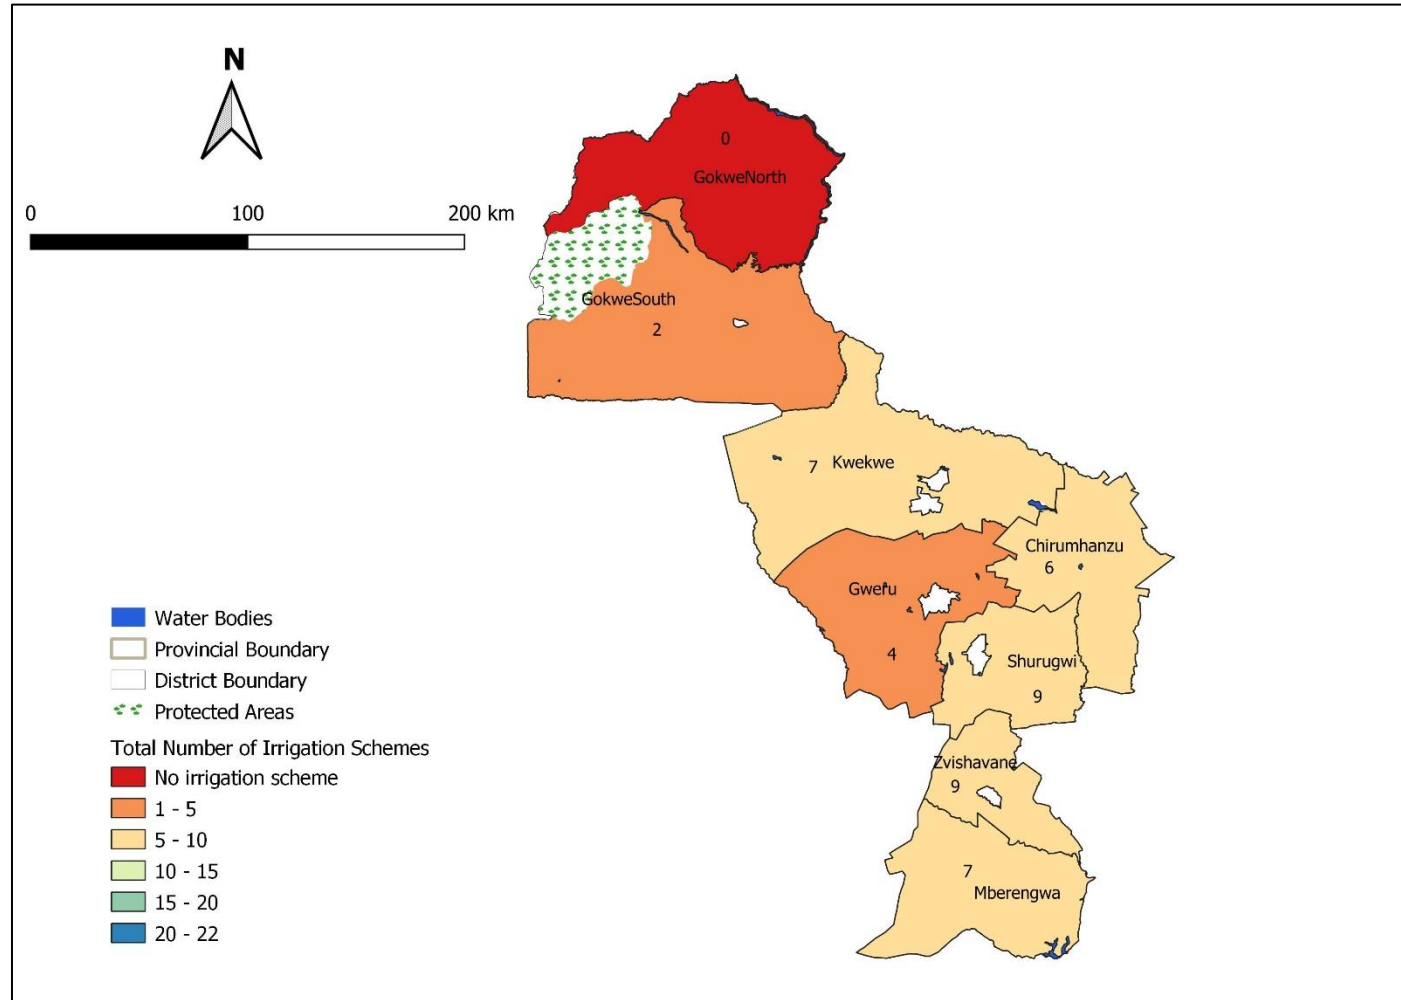 N
0 100 200 km
0
GokweNorth
GokweSouth
2
7 Kwekwe
Chirumhanzu
6
Gweru
4
Shurugwi
9
Zvishavane
9
7
Mberengwa
Water Bodies
Provincial Boundary
District Boundary
Protected Areas
Total Number of Irrigation Schemes
No irrigation scheme
1 - 5
5 - 10
10 - 15
15 - 20
20 - 22